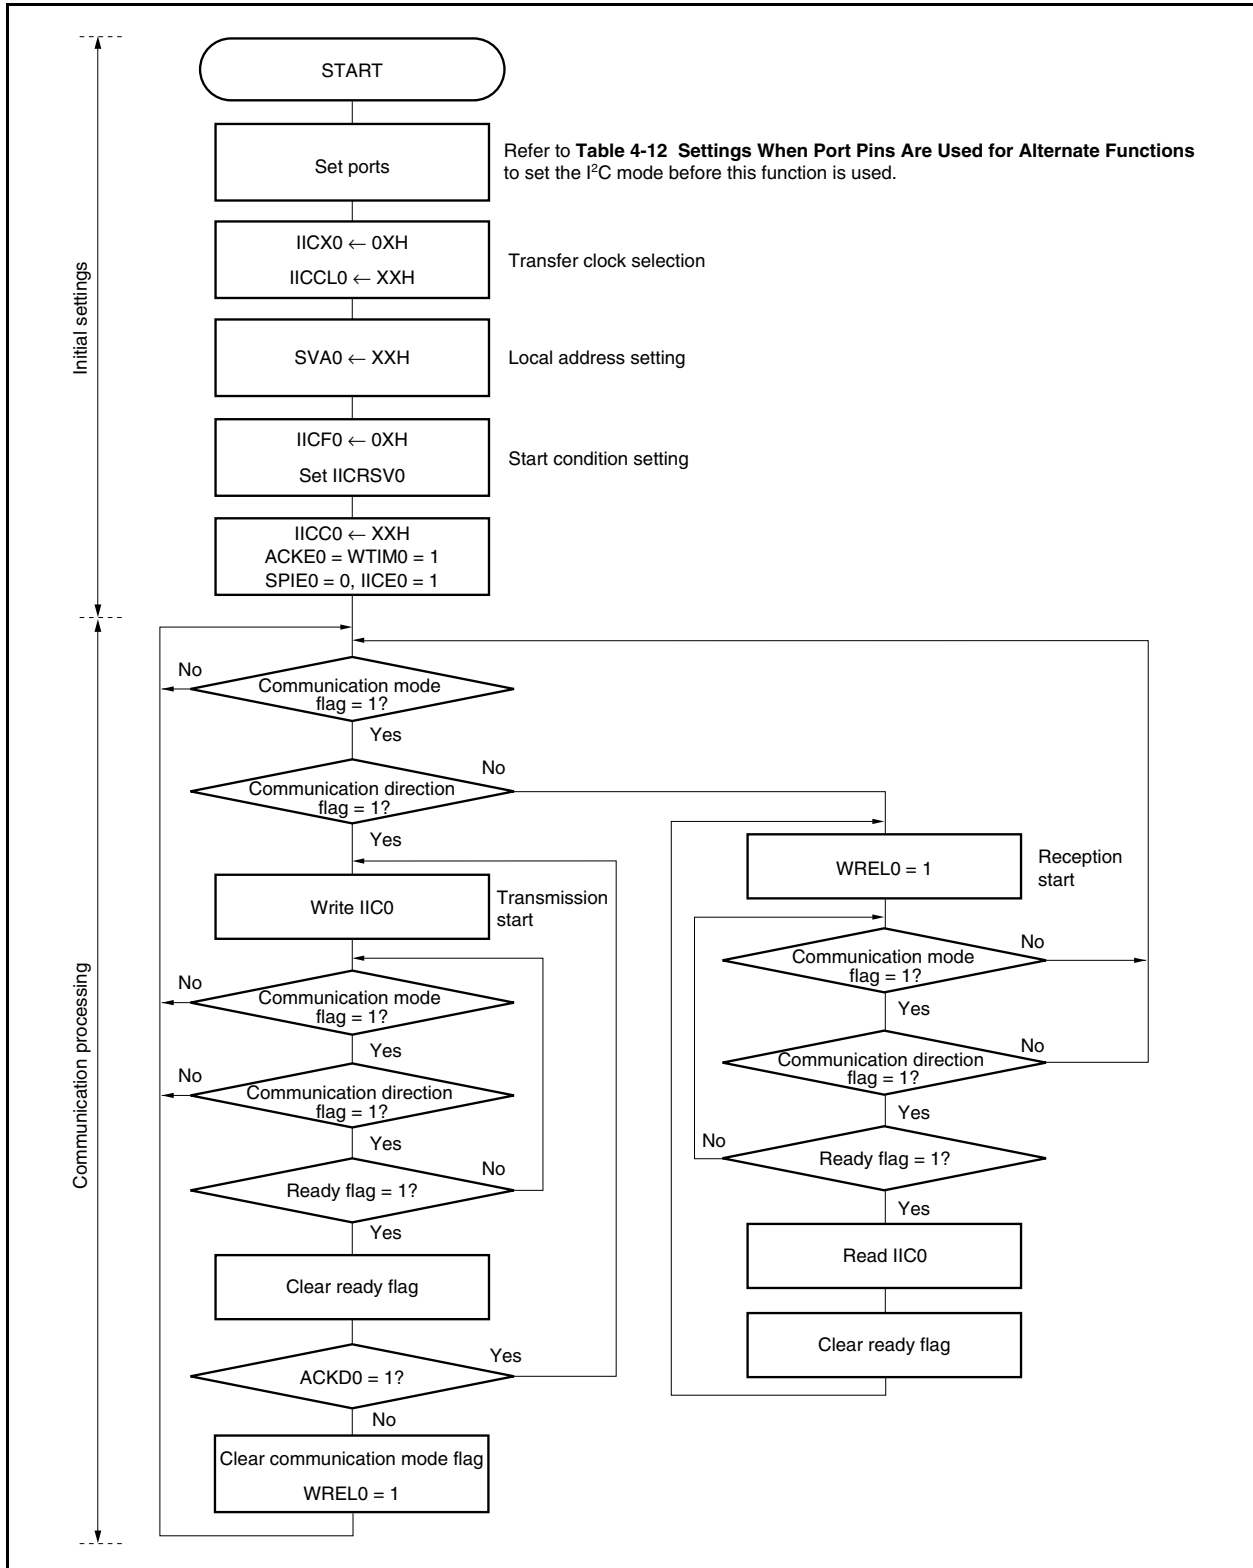 START
Set ports
Refer to Table 4-12 Settings When Port Pins Are Used for Alternate Functions
to set the I²C mode before this function is used.
IICX0 ← 0XH
IICCL0 ← XXH
Transfer clock selection
Initial settings
SVA0 ← XXH
Local address setting
IICF0 ← 0XH
Set IICRSV0
Start condition setting
IICC0 ← XXH
ACKE0 = WTIM0 = 1
SPIE0 = 0, IICE0 = 1
Communication processing
No
Communication mode
flag = 1?
Yes
No
Communication direction
flag = 1?
Yes
Write IIC0
Transmission
start
No
Communication mode
flag = 1?
Yes
No
Communication direction
flag = 1?
Yes
No
Ready flag = 1?
Yes
Clear ready flag
Yes
ACKD0 = 1?
No
Clear communication mode flag
WREL0 = 1
WREL0 = 1
Reception
start
No
Communication mode
flag = 1?
Yes
No
Communication direction
flag = 1?
Yes
No
Ready flag = 1?
Yes
Read IIC0
Clear ready flag